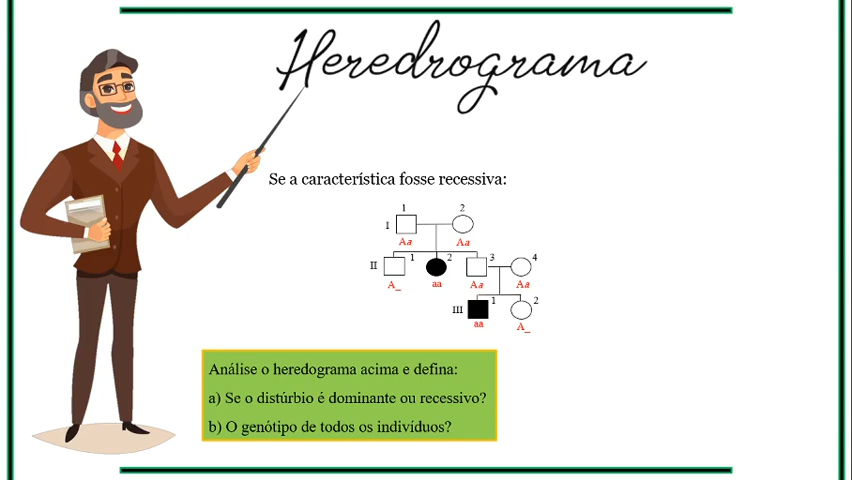 Heredrograma
Se a característica fosse recessiva:
1 2
I
Aa Aa
II 1 2 3 4
A_ aa Aa Aa
III 1 2
aa A_
Análise o heredograma acima e defina:
a) Se o distúrbio é dominante ou recessivo?
b) O genótipo de todos os indivíduos?